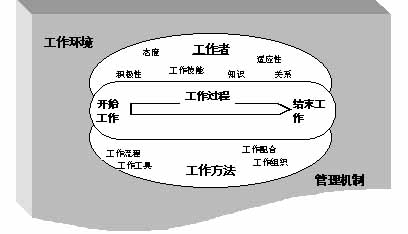 工作环境
工作者
态度
适应性
积极性
工作技能
知识
关系
工作过程
开始
工作
结束工
作
工作流程
工作配合
工作工具
工作组织
工作方法
管理机制